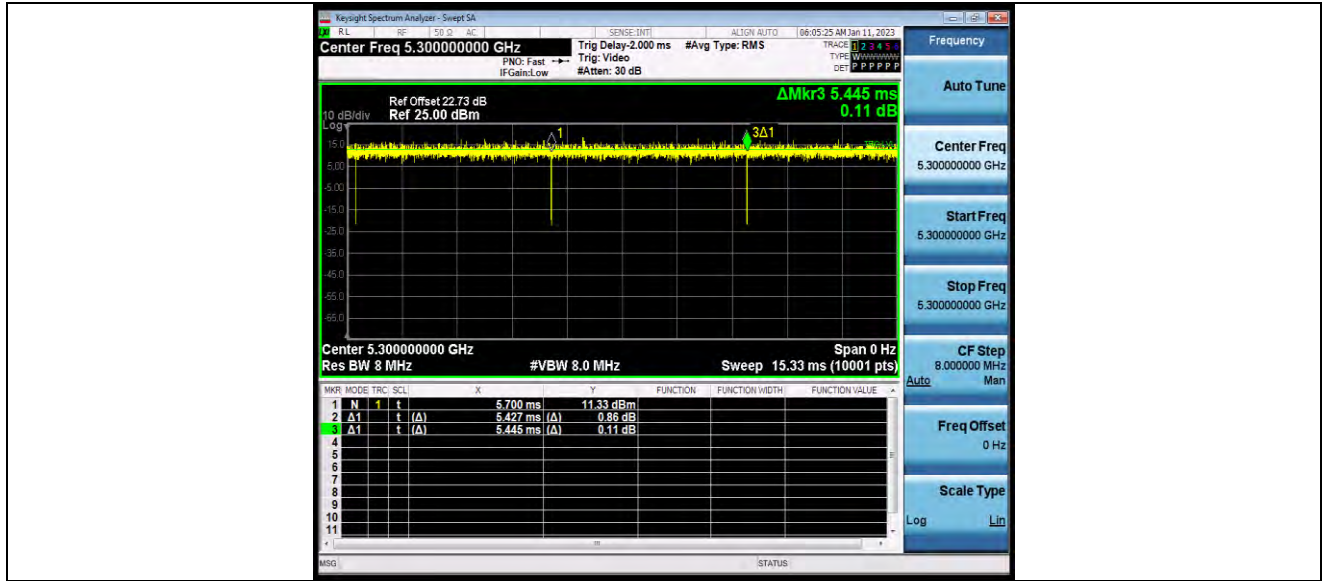 Keysight Spectrum Analyzer - Swept SA
RL RF 50 Ω AC SENSE:INT ALIGN AUTO 06:05:25 AM Jan 11, 2023
Center Freq 5.300000000 GHz
PNO: Fast
IFGain:Low
Trig Delay-2.000 ms
Trig: Video
#Atten: 30 dB
#Avg Type: RMS
TRACE 1 2 3 4 5 6
TYPE W
DET P P P P P P
ΔMkr3 5.445 ms
0.11 dB
Ref Offset 22.73 dB
10 dB/div Ref 25.00 dBm
Log
1
3Δ1
15.0
5.00
-5.00
-15.0
-25.0
-35.0
-45.0
-55.0
-65.0
Center 5.300000000 GHz Span 0 Hz
Res BW 8 MHz #VBW 8.0 MHz Sweep 15.33 ms (10001 pts)
MKR MODE TRC SCL X Y FUNCTION FUNCTION WIDTH FUNCTION VALUE
1 N 1 t 5.700 ms 11.33 dBm
2 Δ1 t (Δ) 5.427 ms (Δ) 0.86 dB
3 Δ1 t (Δ) 5.445 ms (Δ) 0.11 dB
4
5
6
7
8
9
10
11
MSG STATUS
Frequency
Auto Tune
Center Freq
5.300000000 GHz
Start Freq
5.300000000 GHz
Stop Freq
5.300000000 GHz
CF Step
8.000000 MHz
Auto Man
Freq Offset
0 Hz
Scale Type
Log Lin